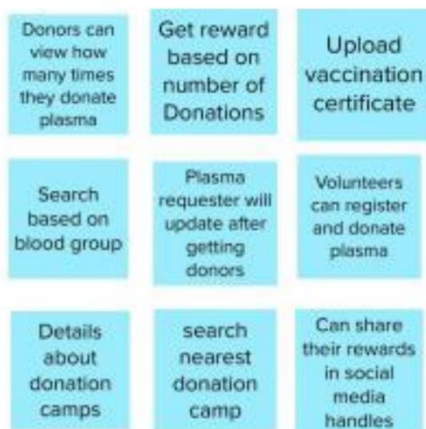 Donors can
view how
many times
they donate
plasma
Get reward
based on
number of
Donations
Upload
vaccination
certificate
Search
based on
blood group
Plasma
requester will
update after
getting
donors
Volunteers
can register
and donate
plasma
Details
about
donation
camps
search
nearest
donation
camp
Can share
their rewards
in social
media
handles